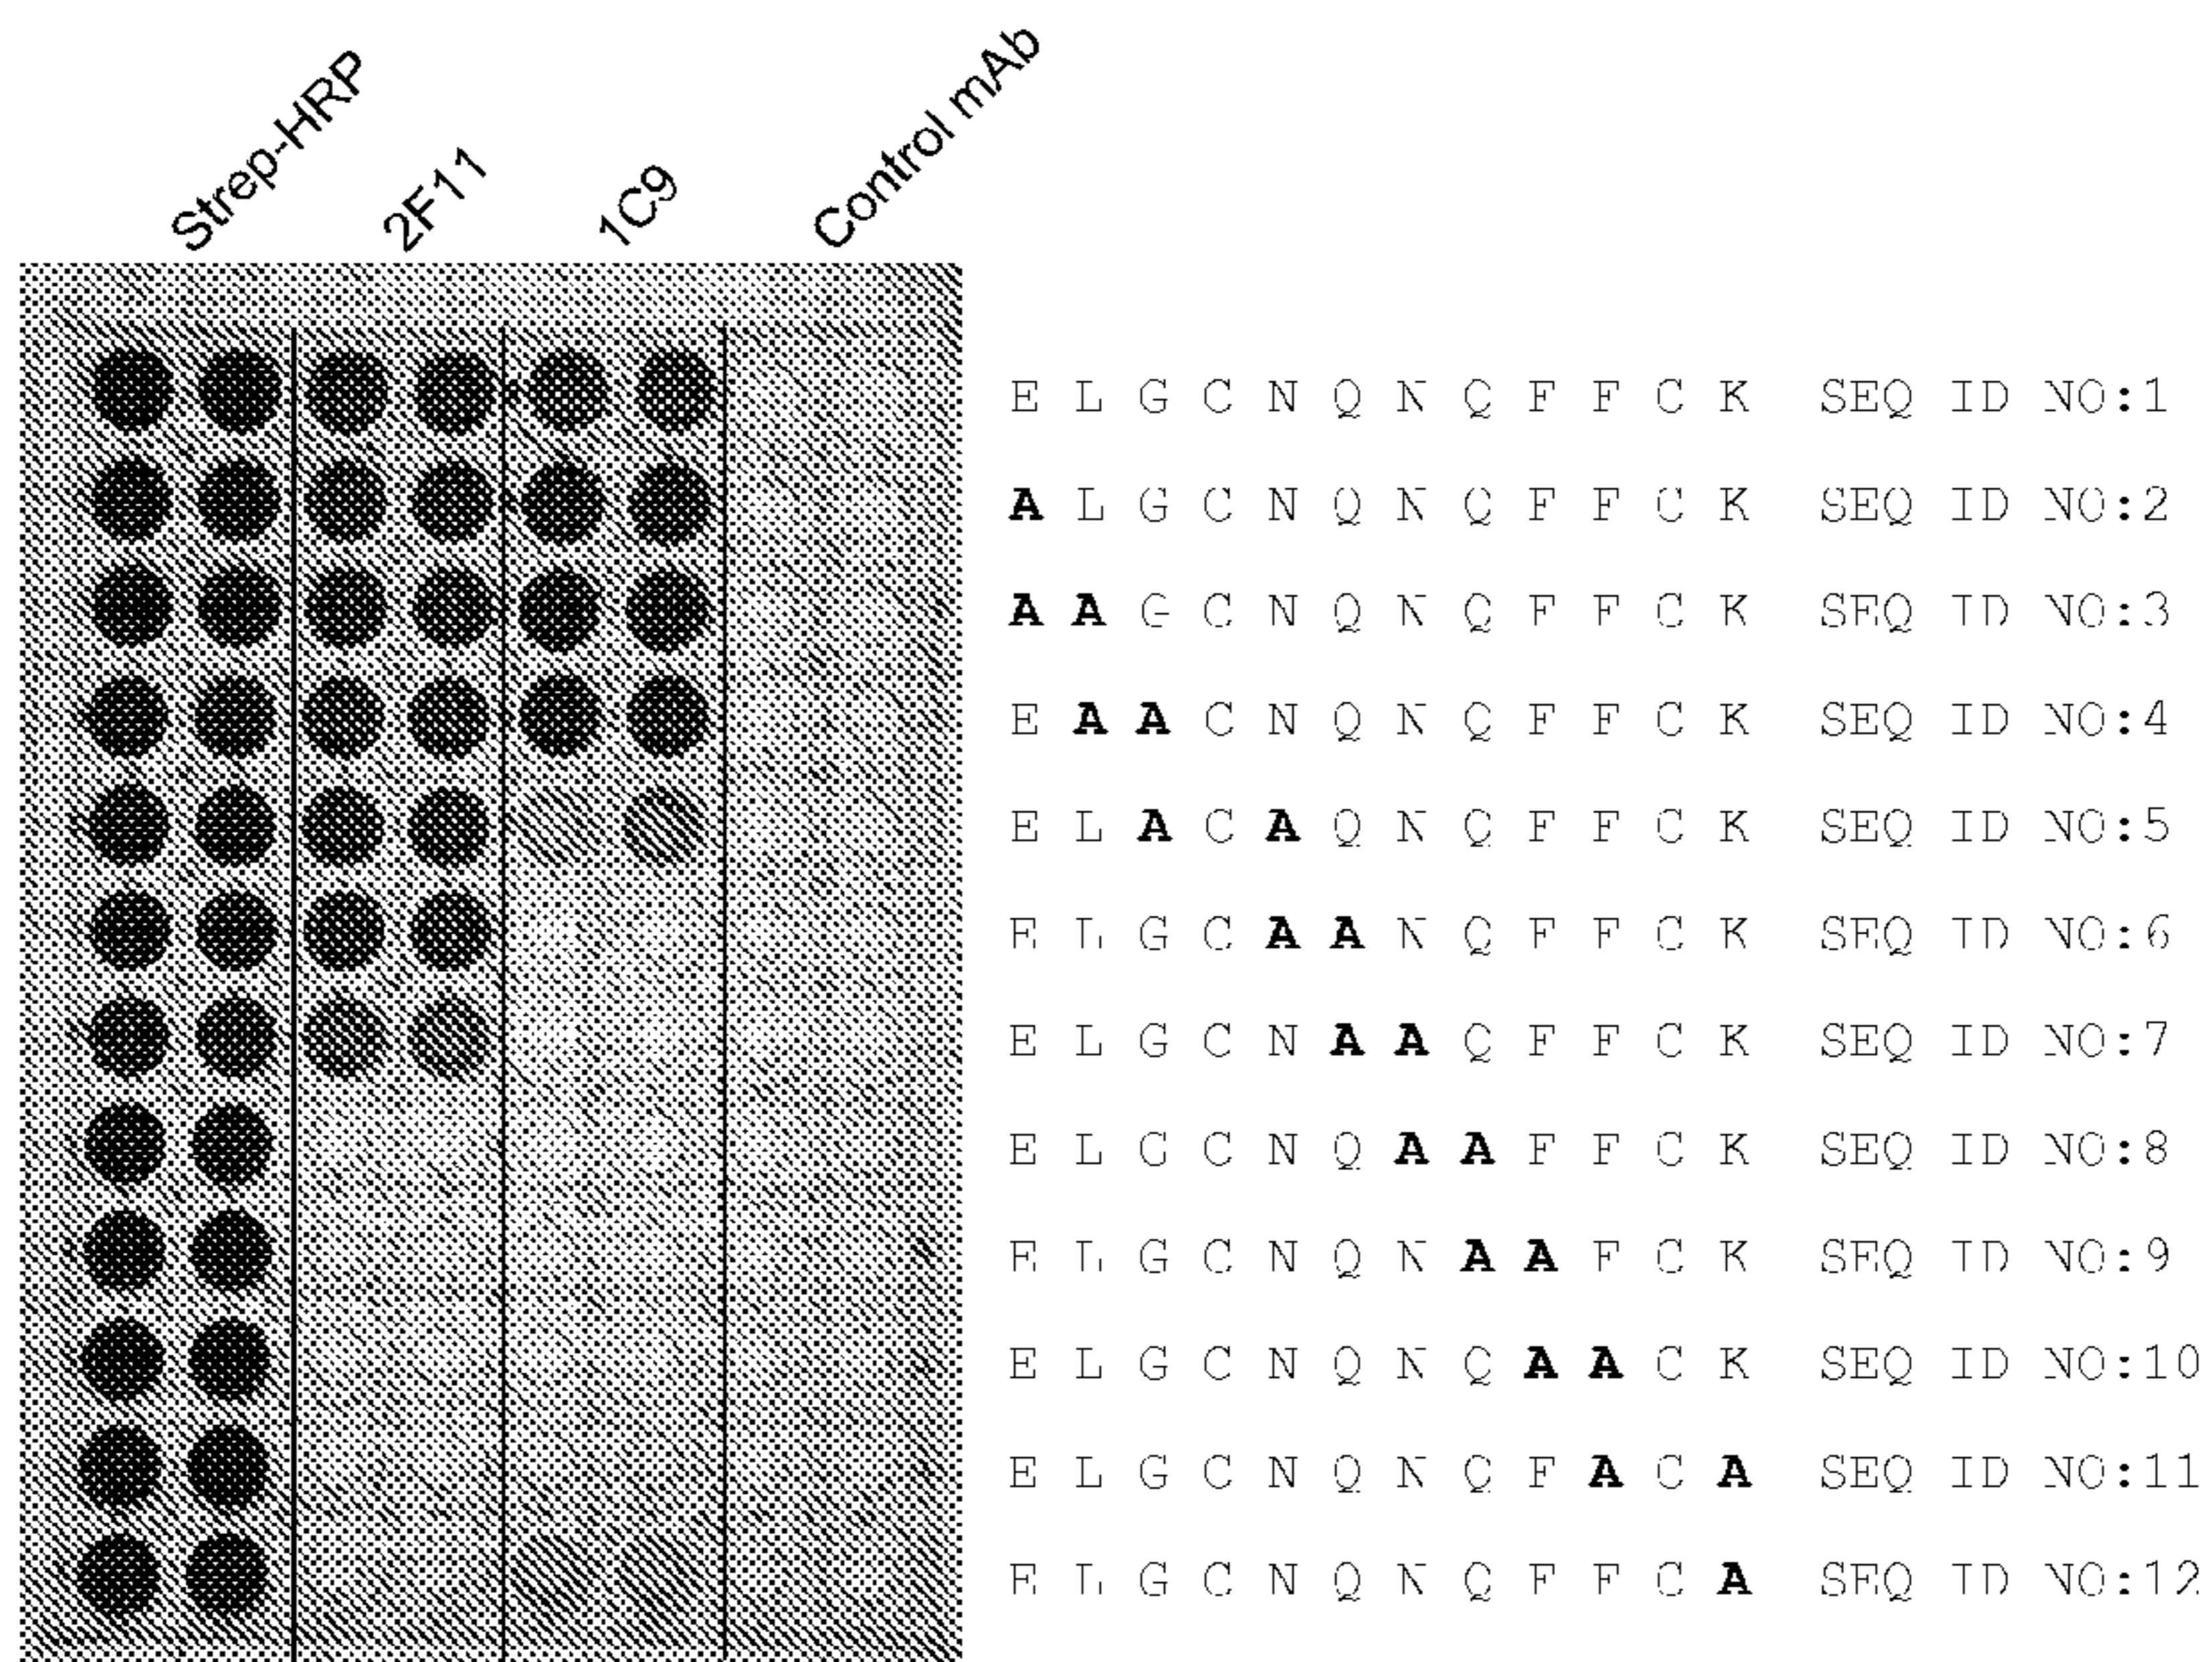 Strep-HRP
2F11
1C9
Control mAb
E L G C N Q N Q F F C K SEQ ID NO:1
A L G C N Q N Q F F C K SEQ ID NO:2
A A G C N Q N Q F F C K SEQ ID NO:3
E A A C N Q N Q F F C K SEQ ID NO:4
E L A C A Q N Q F F C K SEQ ID NO:5
E L G C A A N Q F F C K SEQ ID NO:6
E L G C N A A Q F F C K SEQ ID NO:7
E L G C N Q A A F F C K SEQ ID NO:8
E L G C N Q N A A F C K SEQ ID NO:9
E L G C N Q N Q A A C K SEQ ID NO:10
E L G C N Q N Q F A C A SEQ ID NO:11
E L G C N Q N Q F F C A SEQ ID NO:12